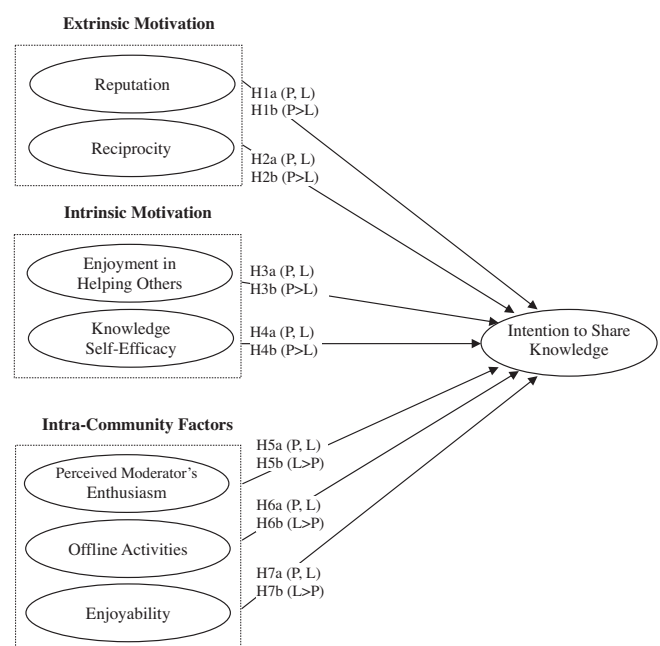 Extrinsic Motivation
Reputation
H1a (P, L)
H1b (P>L)
Reciprocity
H2a (P, L)
H2b (P>L)
Intrinsic Motivation
Enjoyment in
Helping Others
H3a (P, L)
H3b (P>L)
Knowledge
Self-Efficacy
H4a (P, L)
H4b (P>L)
Intention to Share
Knowledge
Intra-Community Factors
Perceived Moderator's
Enthusiasm
H5a (P, L)
H5b (L>P)
Offline Activities
H6a (P, L)
H6b (L>P)
Enjoyability
H7a (P, L)
H7b (L>P)